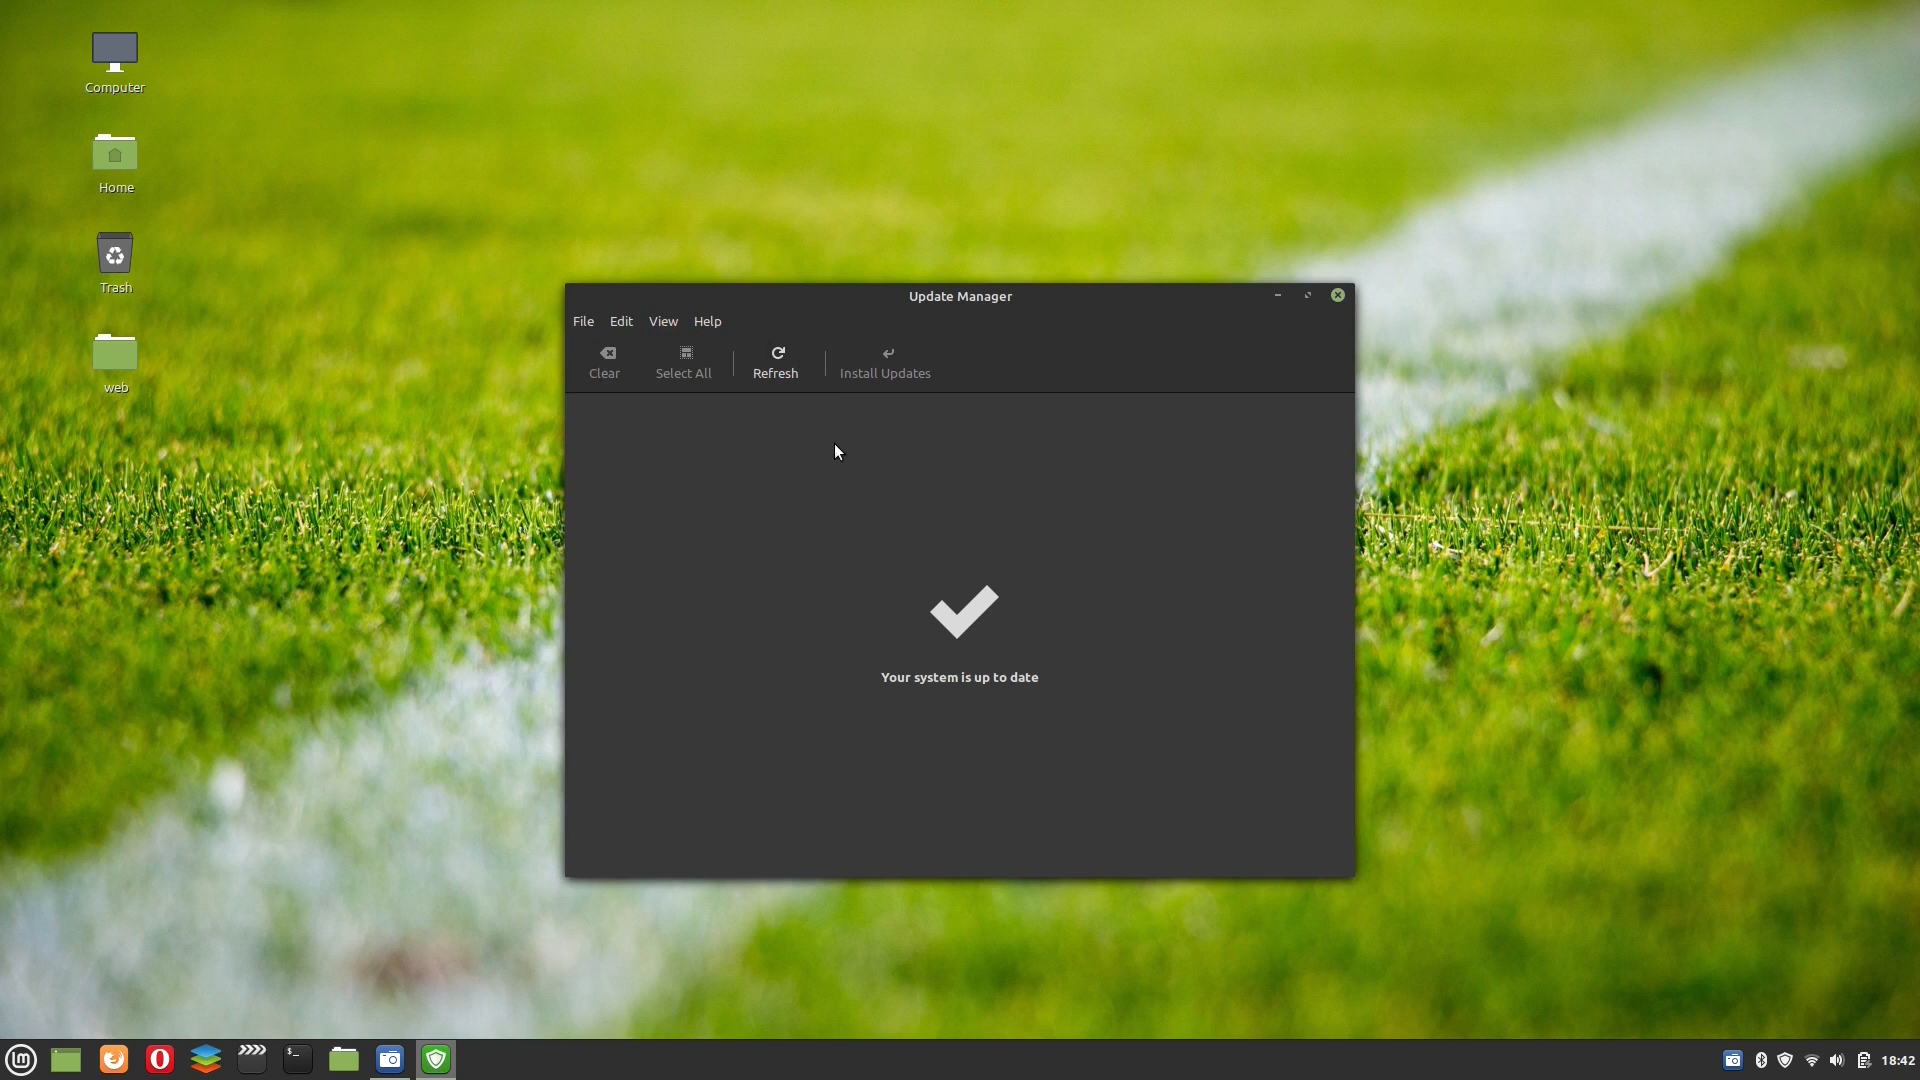 Computer
Home
Trash
web
Update Manager
File Edit View Help
Clear Select All Refresh Install Updates
Your system is up to date
18:42